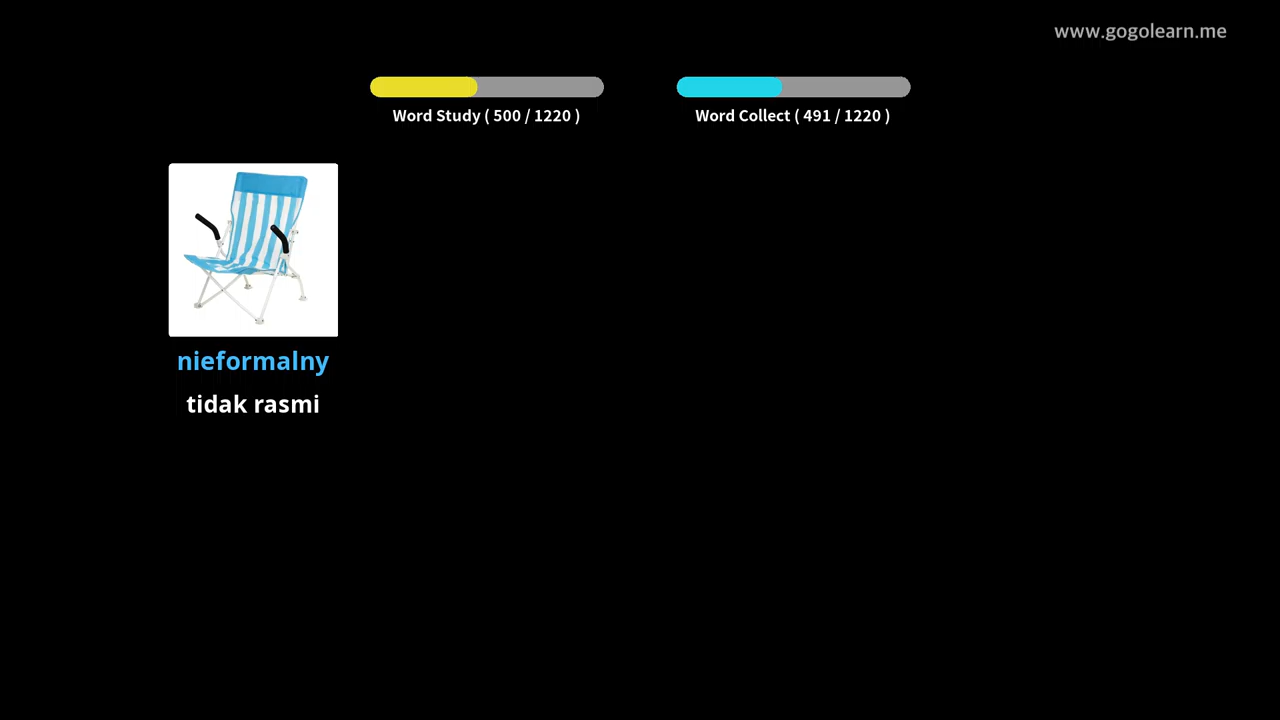 www.gogolearn.me
Word Study ( 500 / 1220 )
Word Collect ( 491 / 1220 )
nieformalny
tidak rasmi